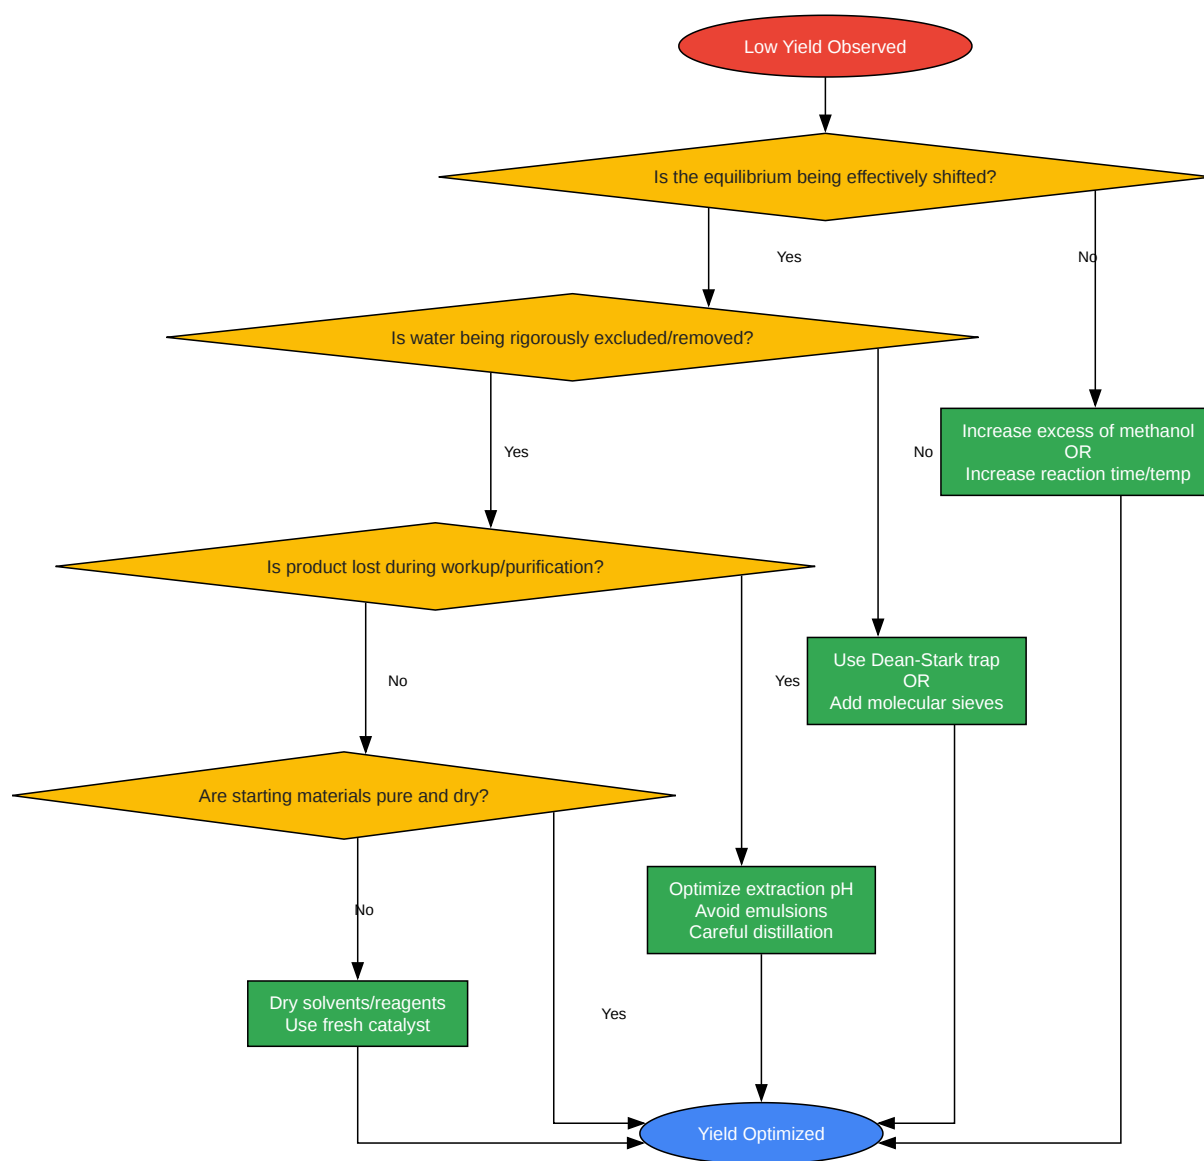 Low Yield Observed
Is the equilibrium being effectively shifted?
Yes
No
Is water being rigorously excluded/removed?
Increase excess of methanol
OR
Increase reaction time/temp
Yes
No
Is product lost during workup/purification?
Use Dean-Stark trap
OR
Add molecular sieves
No
Yes
Are starting materials pure and dry?
Optimize extraction pH
Avoid emulsions
Careful distillation
No
Dry solvents/reagents
Use fresh catalyst
Yes
Yield Optimized